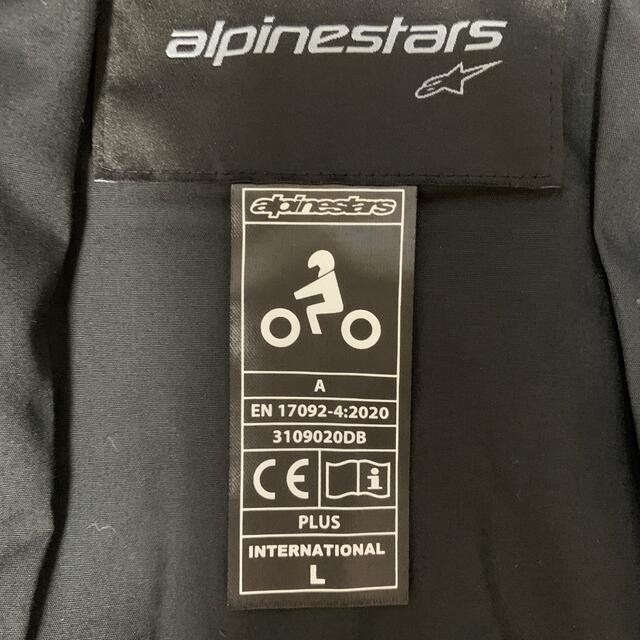 alpinestars
alpinestars
A
EN 17092-4:2020
3109020DB
CE i
PLUS
INTERNATIONAL
L